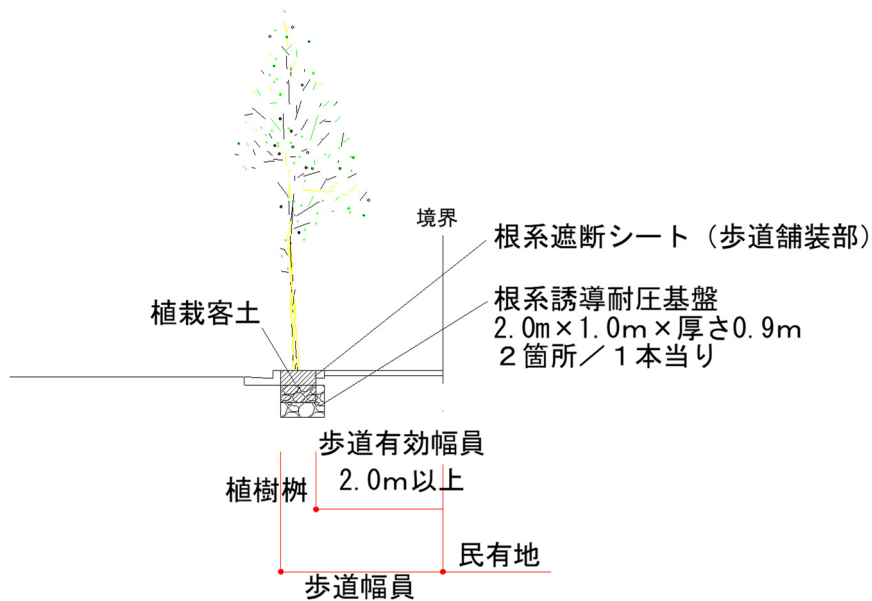 境界
根系遮断シート（歩道舗装部）
根系誘導耐圧基盤
2.0m×1.0m×厚さ0.9m
２箇所／１本当り
植栽客土
歩道有効幅員
2.0m以上
植樹桝
民有地
歩道幅員